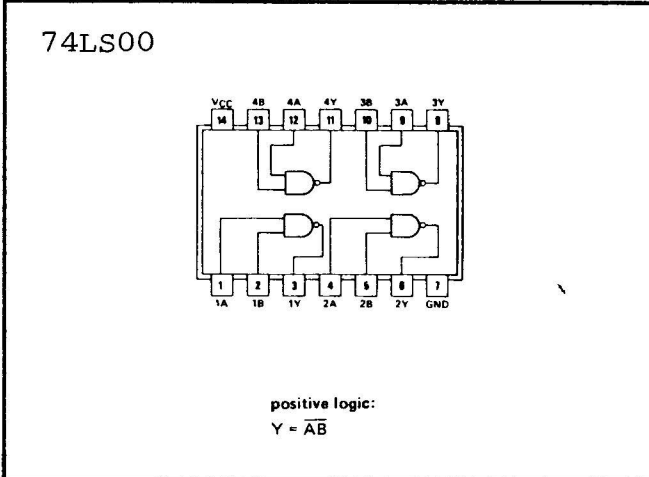 74LS00
VCC 4B 4A 4Y 3B 3A 3Y
14 13 12 11 10 9 8
1 2 3 4 5 6 7
1A 1B 1Y 2A 2B 2Y GND
positive logic:
Y = A̅B̅